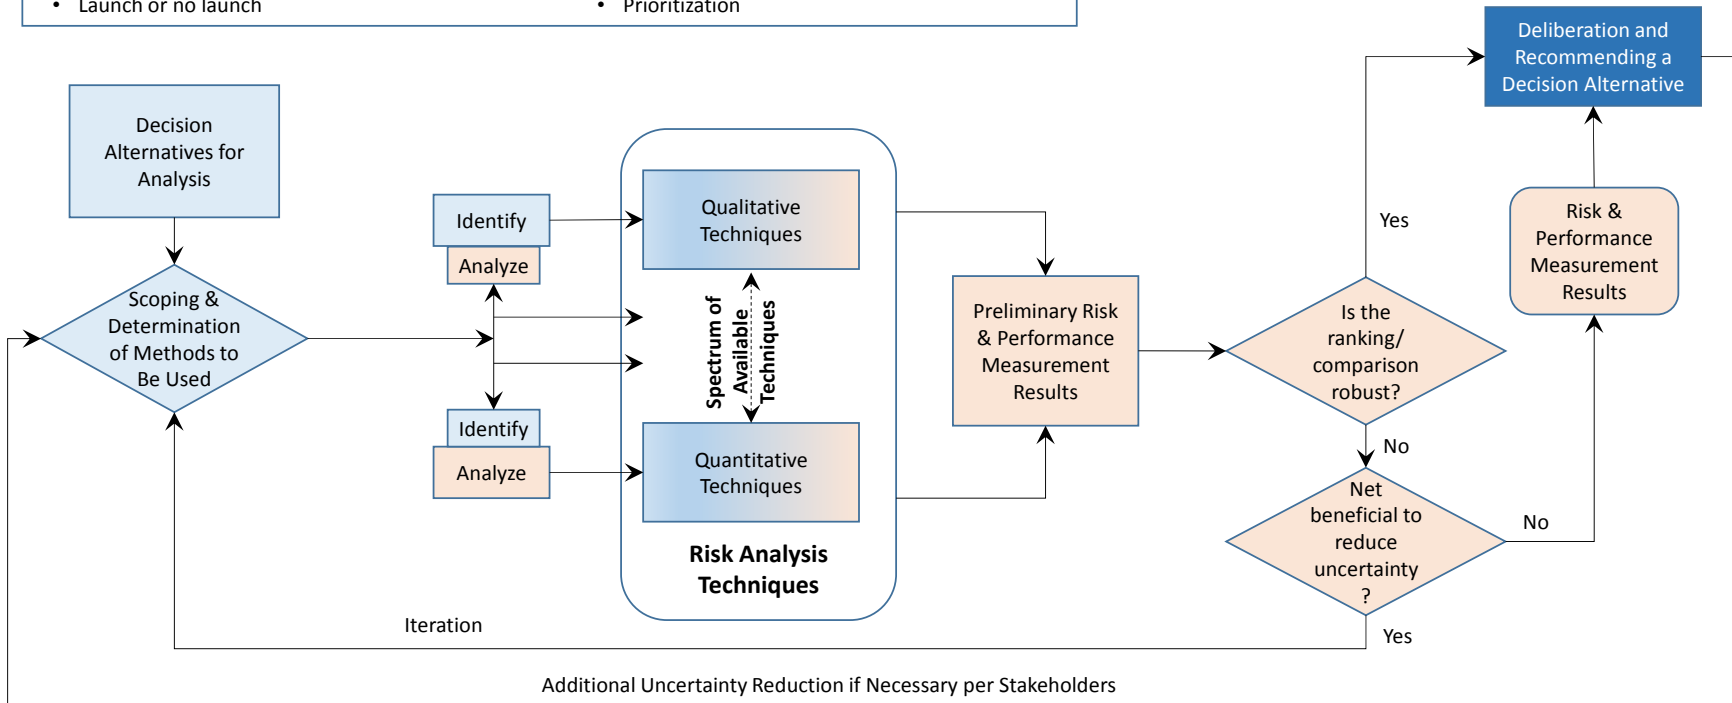 • Launch or no launch
• Prioritization
Deliberation and
Recommending a
Decision Alternative
Decision
Alternatives for
Analysis
Identify
Analyze
Qualitative
Techniques
Yes
Risk &
Performance
Measurement
Results
Scoping &
Determination
of Methods to
Be Used
Spectrum of
Available
Techniques
Preliminary Risk
& Performance
Measurement
Results
Is the
ranking/
comparison
robust?
Identify
Analyze
Quantitative
Techniques
No
Net
beneficial to
reduce
uncertainty
?
No
Risk Analysis
Techniques
Iteration
Yes
Additional Uncertainty Reduction if Necessary per Stakeholders